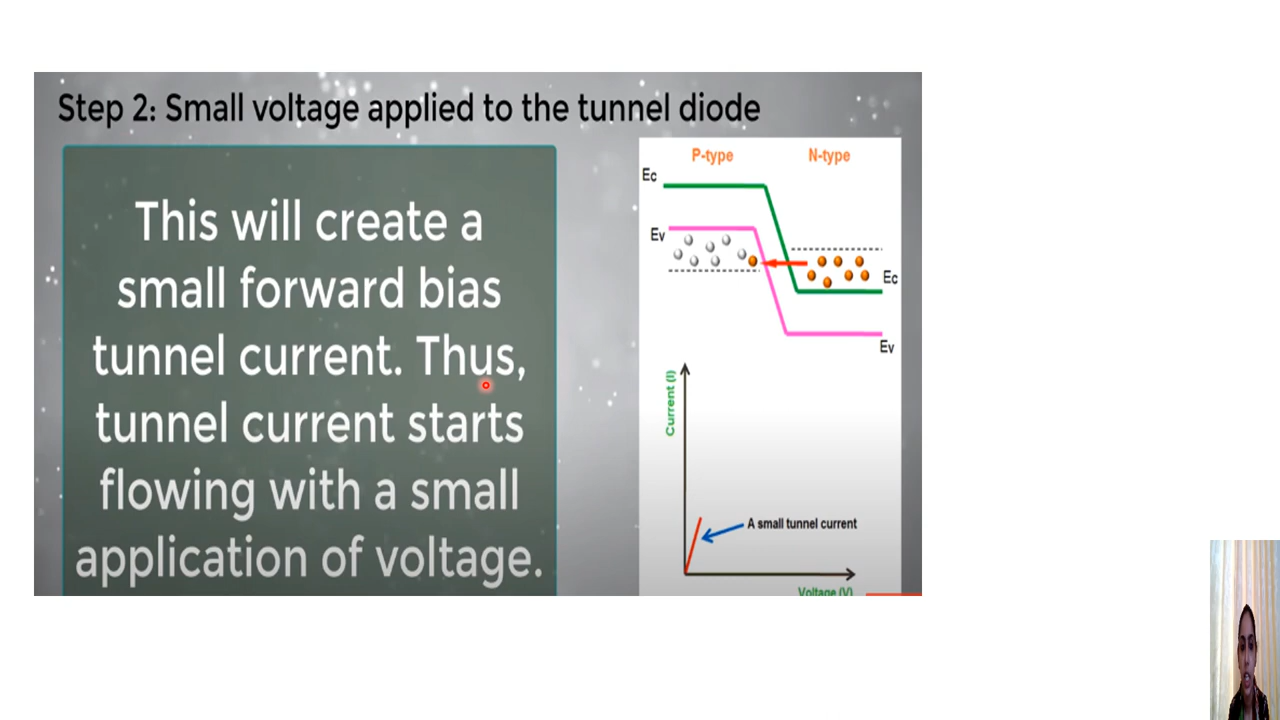 Step 2: Small voltage applied to the tunnel diode
This will create a
small forward bias
tunnel current. Thus,
tunnel current starts
flowing with a small
application of voltage.
P-type
N-type
Ec
Ev
Ec
Ev
Current (I)
A small tunnel current
Voltage (V)